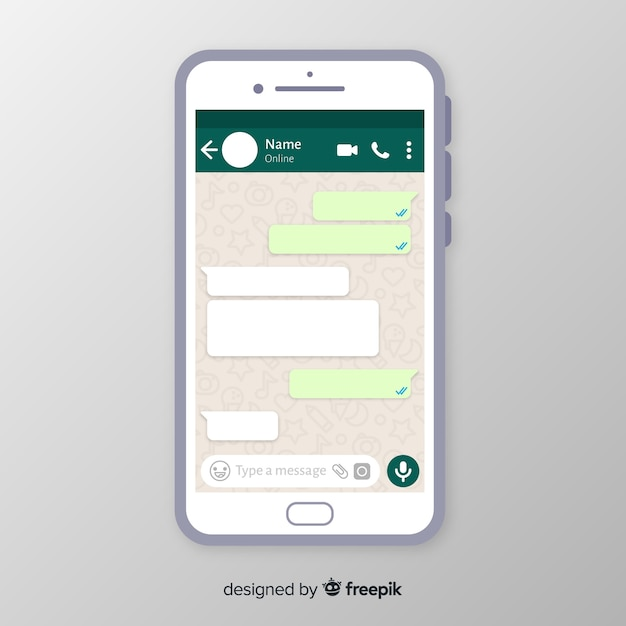 Name
Online
Type a message
designed by freepik